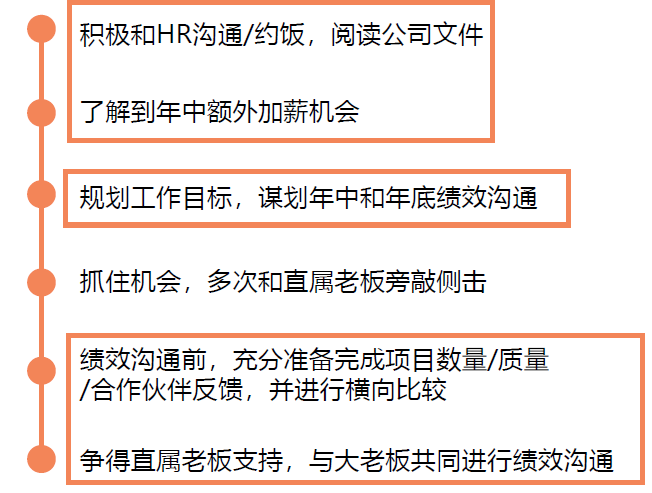 积极和HR沟通/约饭，阅读公司文件
了解到年中额外加薪机会
规划工作目标，谋划年中和年底绩效沟通
抓住机会，多次和直属老板旁敲侧击
绩效沟通前，充分准备完成项目数量/质量
/合作伙伴反馈，并进行横向比较
争得直属老板支持，与大老板共同进行绩效沟通